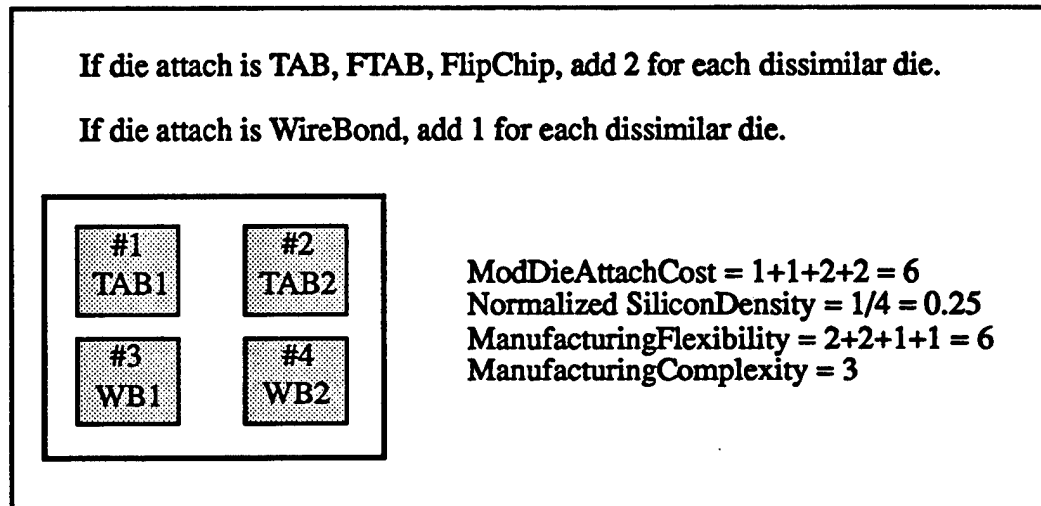 If die attach is TAB, FTAB, FlipChip, add 2 for each dissimilar die.
If die attach is WireBond, add 1 for each dissimilar die.
#1
TAB1
#2
TAB2
#3
WB1
#4
WB2
ModDieAttachCost = 1+1+2+2 = 6
Normalized SiliconDensity = 1/4 = 0.25
ManufacturingFlexibility = 2+2+1+1 = 6
ManufacturingComplexity = 3